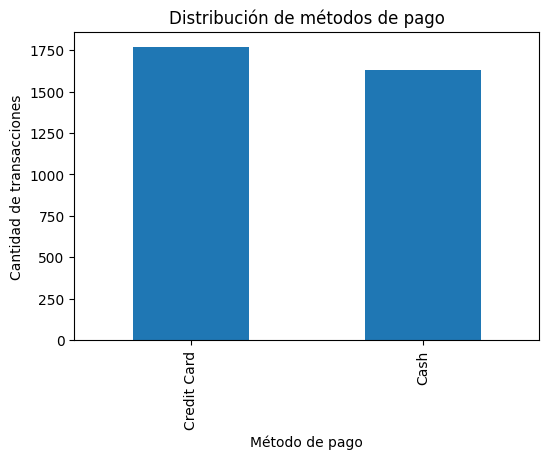 Distribución de métodos de pago
Cantidad de transacciones
1750
1500
1250
1000
750
500
250
0
Credit Card
Cash
Método de pago